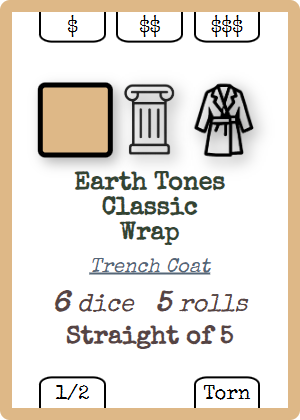 $ $$ $$$
Earth Tones
Classic
Wrap
Trench Coat
6 dice 5 rolls
Straight of 5
1/2 Torn